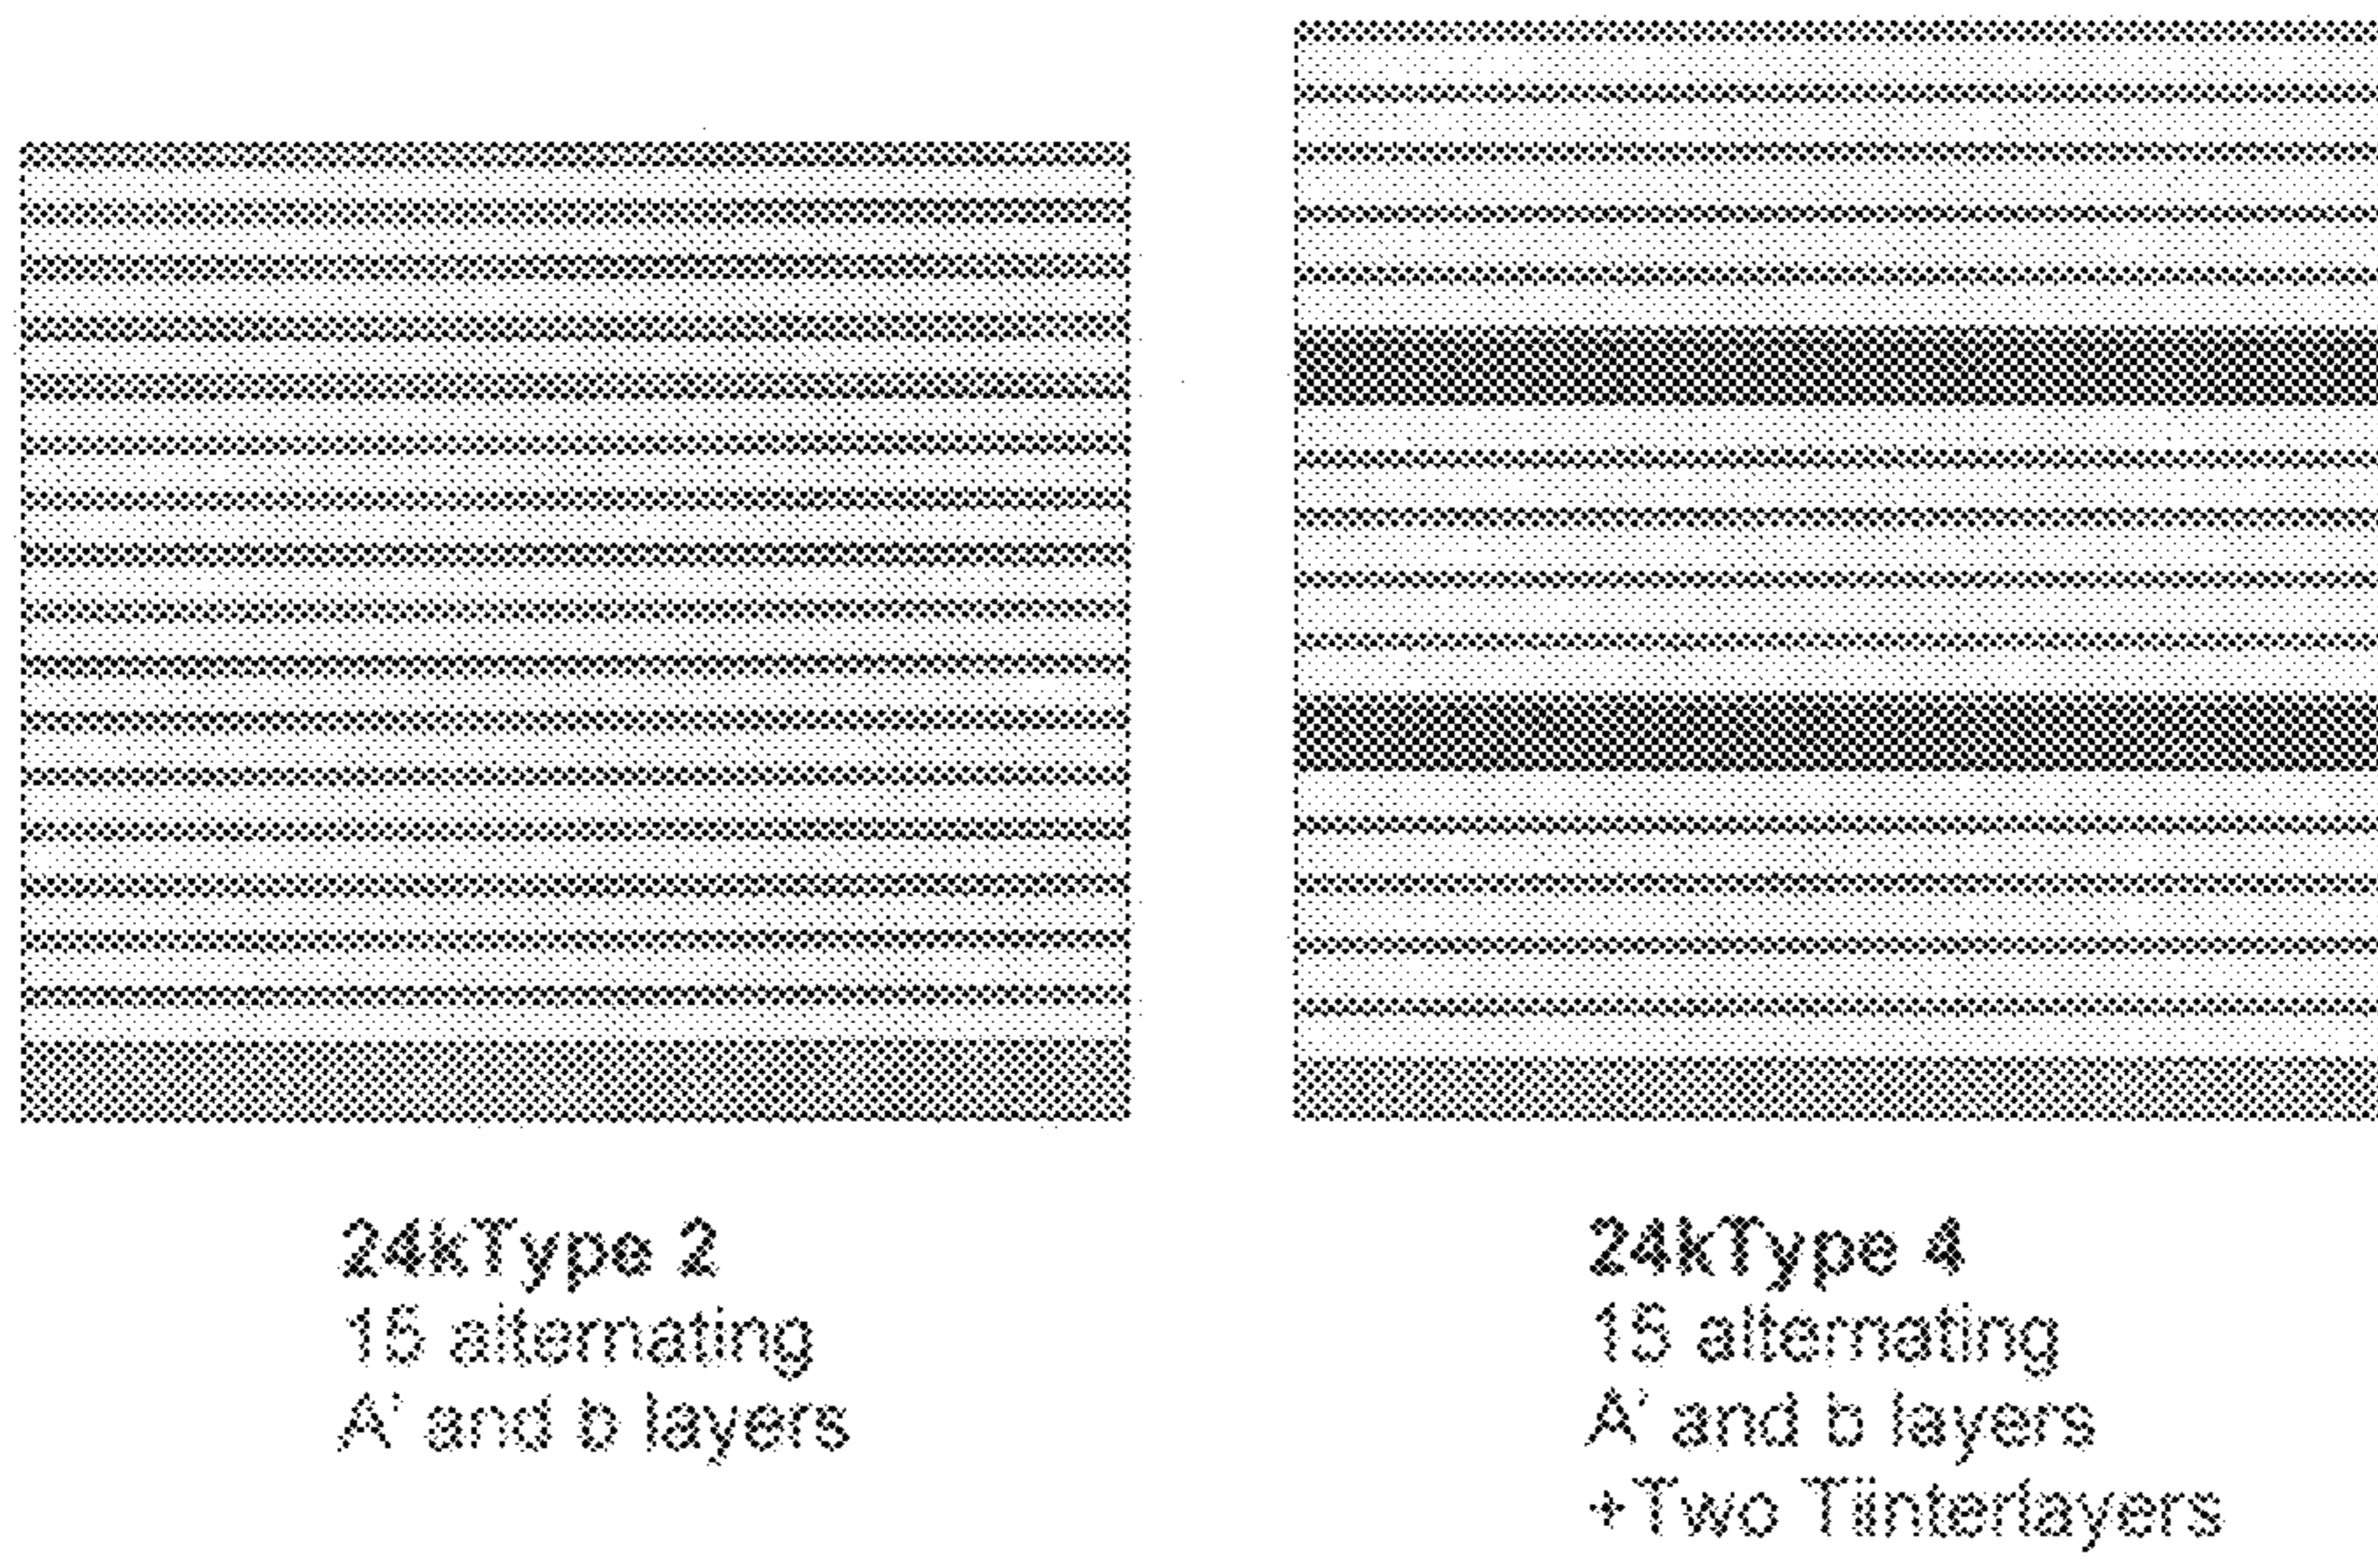 24kType 2
15 alternating
A' and b layers
24kType 4
15 alternating
A' and b layers
+Two Tiinterlayers